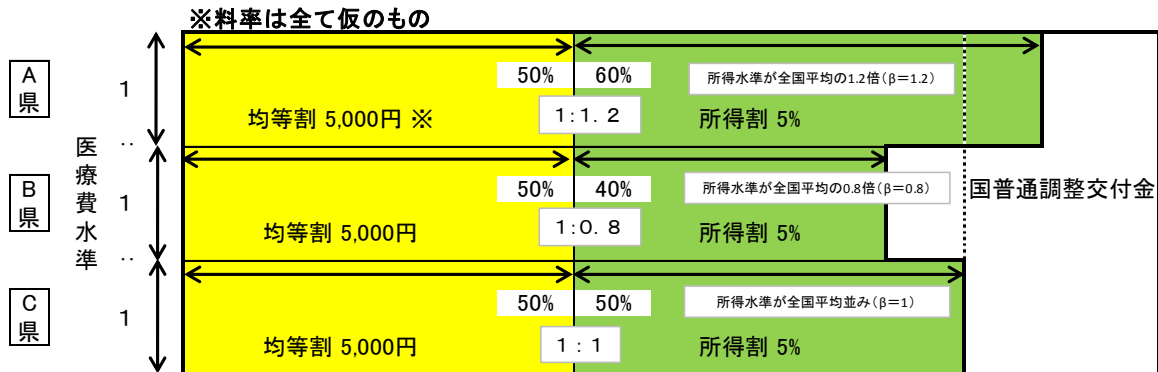 ※料率は全て仮のもの
A県
医療費水準
1
50%
60%
所得水準が全国平均の1.2倍(β=1.2)
均等割 5,000円 ※
1:1.2
所得割 5%
：
B県
1
50%
40%
所得水準が全国平均の0.8倍(β=0.8)
国普通調整交付金
均等割 5,000円
1:0.8
所得割 5%
：
C県
1
50%
50%
所得水準が全国平均並み(β=1)
均等割 5,000円
1:1
所得割 5%